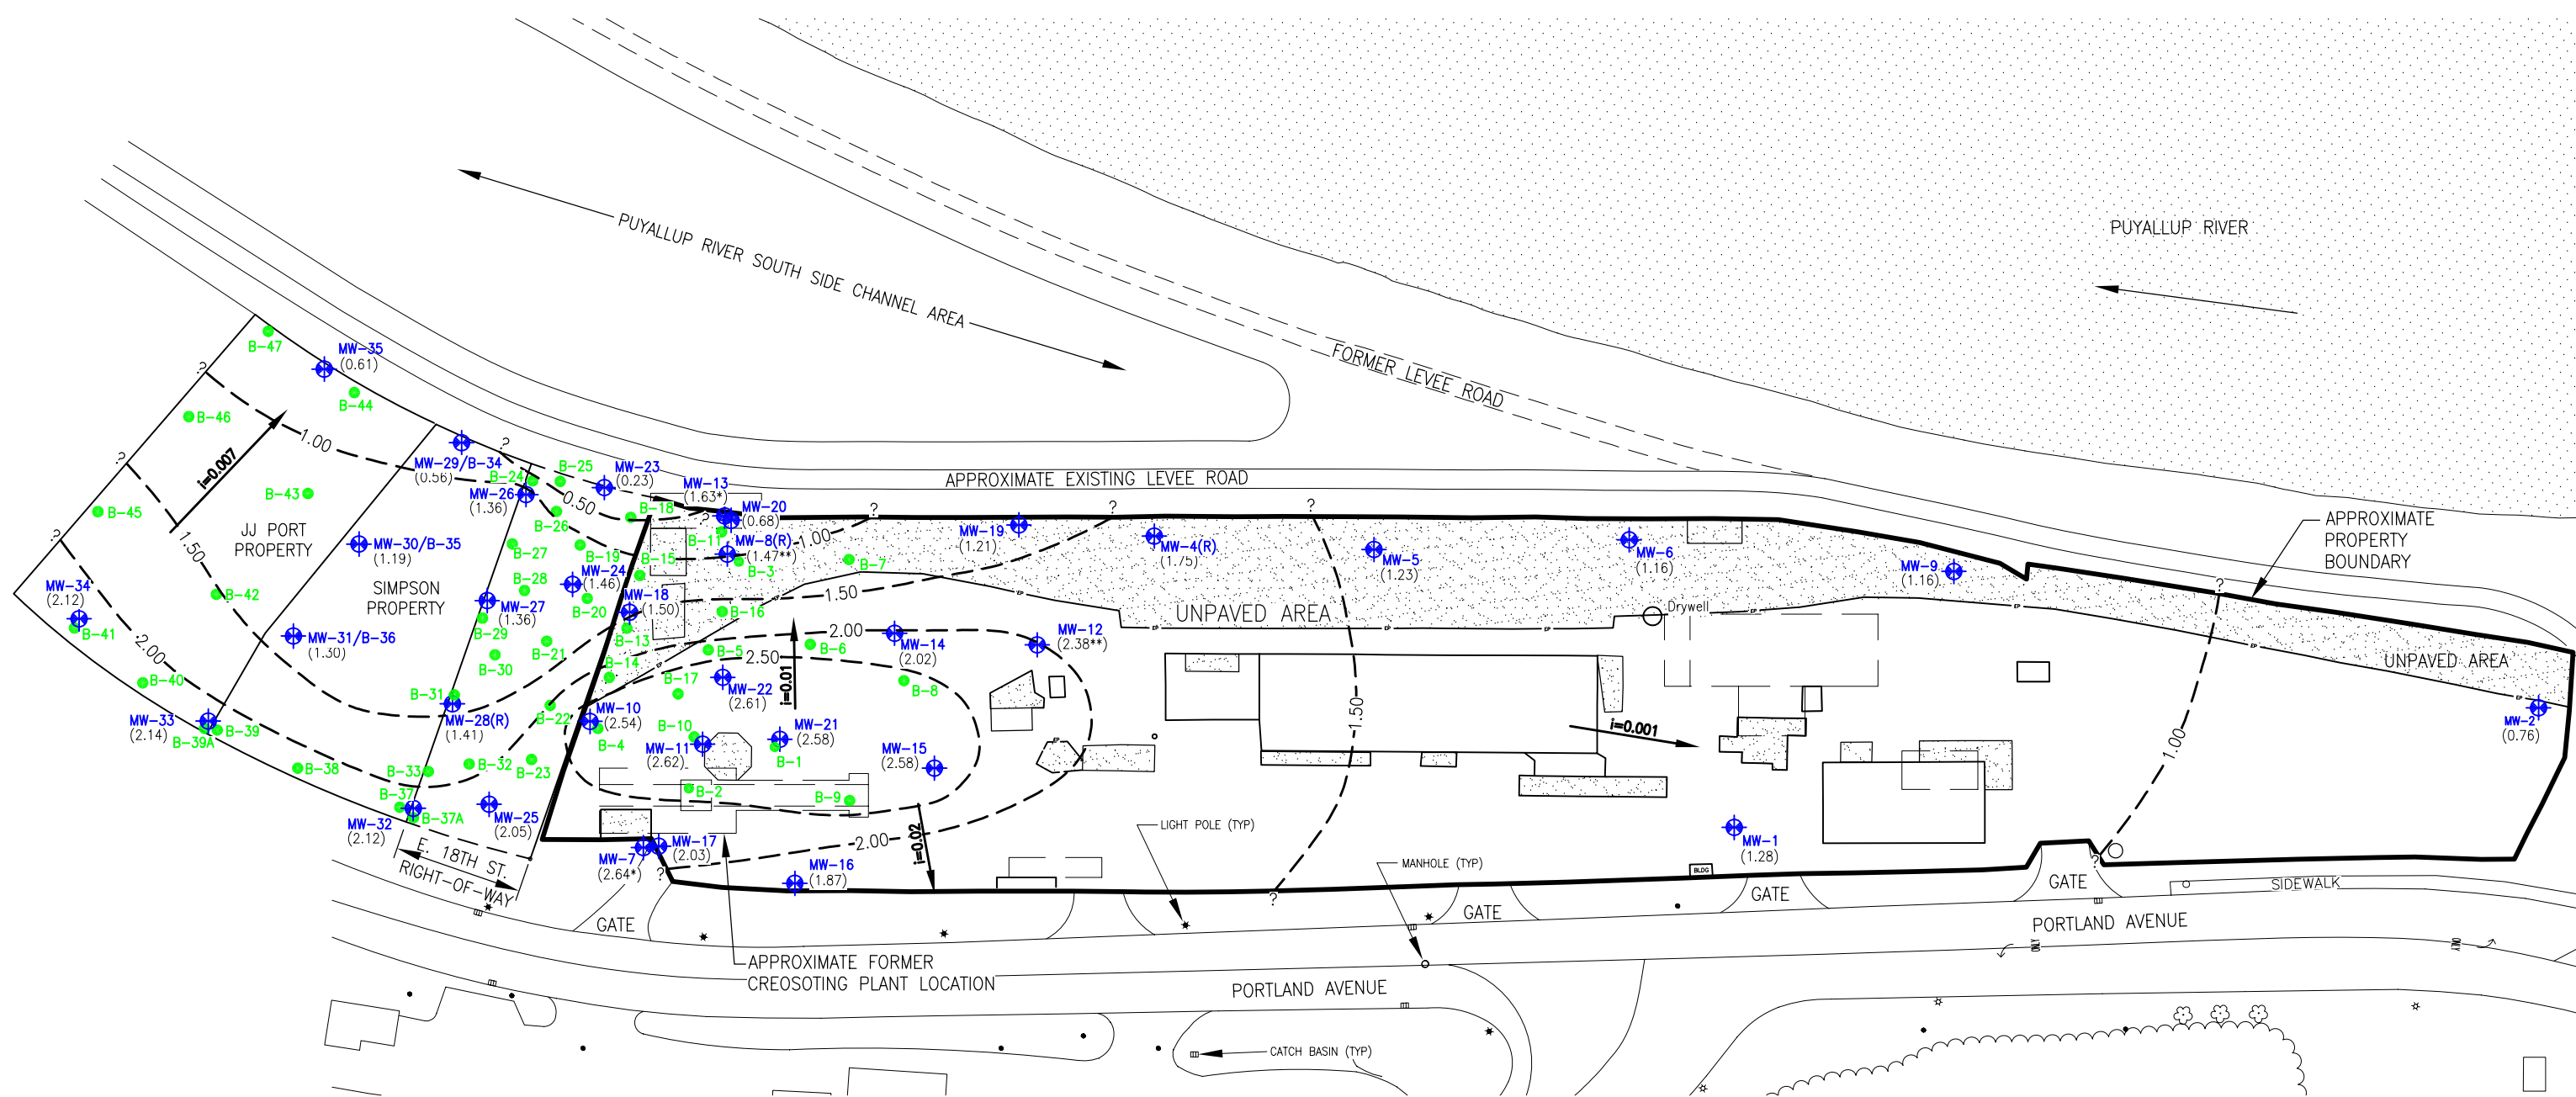 PUYALLUP RIVER SOUTH SIDE CHANNEL AREA
PUYALLUP RIVER
FORMER LEVEE ROAD
APPROXIMATE EXISTING LEVEE ROAD
APPROXIMATE
PROPERTY
BOUNDARY
B-47
MW-35
(0.61)
B-44
?
B-46
1.00
i=0.007
?
MW-29/B-34
(0.56)
?
B-24
B-25
MW-23
(0.23)
MW-26
(1.36)
0.50
B-26
B-18
MW-13
(1.63*)
?
MW-20
(0.68)
B-11
MW-8(R)
(1.47**)
1.00
?
B-3
B-7
B-43
B-45
?
JJ PORT
PROPERTY
1.50
MW-30/B-35
(1.19)
B-27
B-19
B-15
MW-24
(1.46)
B-28
B-20
SIMPSON
PROPERTY
MW-27
(1.36)
MW-18
(1.50)
B-16
1.50
MW-34
(2.12)
B-41
B-42
2.00
MW-31/B-36
(1.30)
B-29
B-30
B-21
B-13
B-14
B-5
B-6
2.00
2.50
MW-14
(2.02)
MW-12
(2.38**)
B-40
B-31
MW-28(R)
(1.41)
B-22
B-17
MW-22
(2.61)
i=0.01
B-8
MW-33
(2.14)
B-39
B-39A
MW-10
(2.54)
B-4
B-10
MW-11
(2.62)
MW-21
(2.58)
B-1
MW-15
(2.58)
B-38
B-33
B-32
B-23
B-2
B-9
B-37
B-37A
MW-32
(2.12)
MW-25
(2.05)
E. 18TH ST.
RIGHT-OF-WAY
MW-7
(2.64*)
MW-17
(2.03)
?
2.00
i=0.02
MW-16
(1.87)
MW-19
(1.21)
?
MW-4(R)
(1.75)
?
MW-5
(1.23)
MW-6
(1.16)
MW-9
(1.16)
?
UNPAVED AREA
Drywell
UNPAVED AREA
MW-2
(0.76)
1.50
i=0.001
1.00
MW-1
(1.28)
BLDG
?
?
LIGHT POLE (TYP)
MANHOLE (TYP)
GATE
GATE
GATE
GATE
SIDEWALK
PORTLAND AVENUE
ONLY
ONLY
APPROXIMATE FORMER
CREOSOTING PLANT LOCATION
PORTLAND AVENUE
CATCH BASIN (TYP)